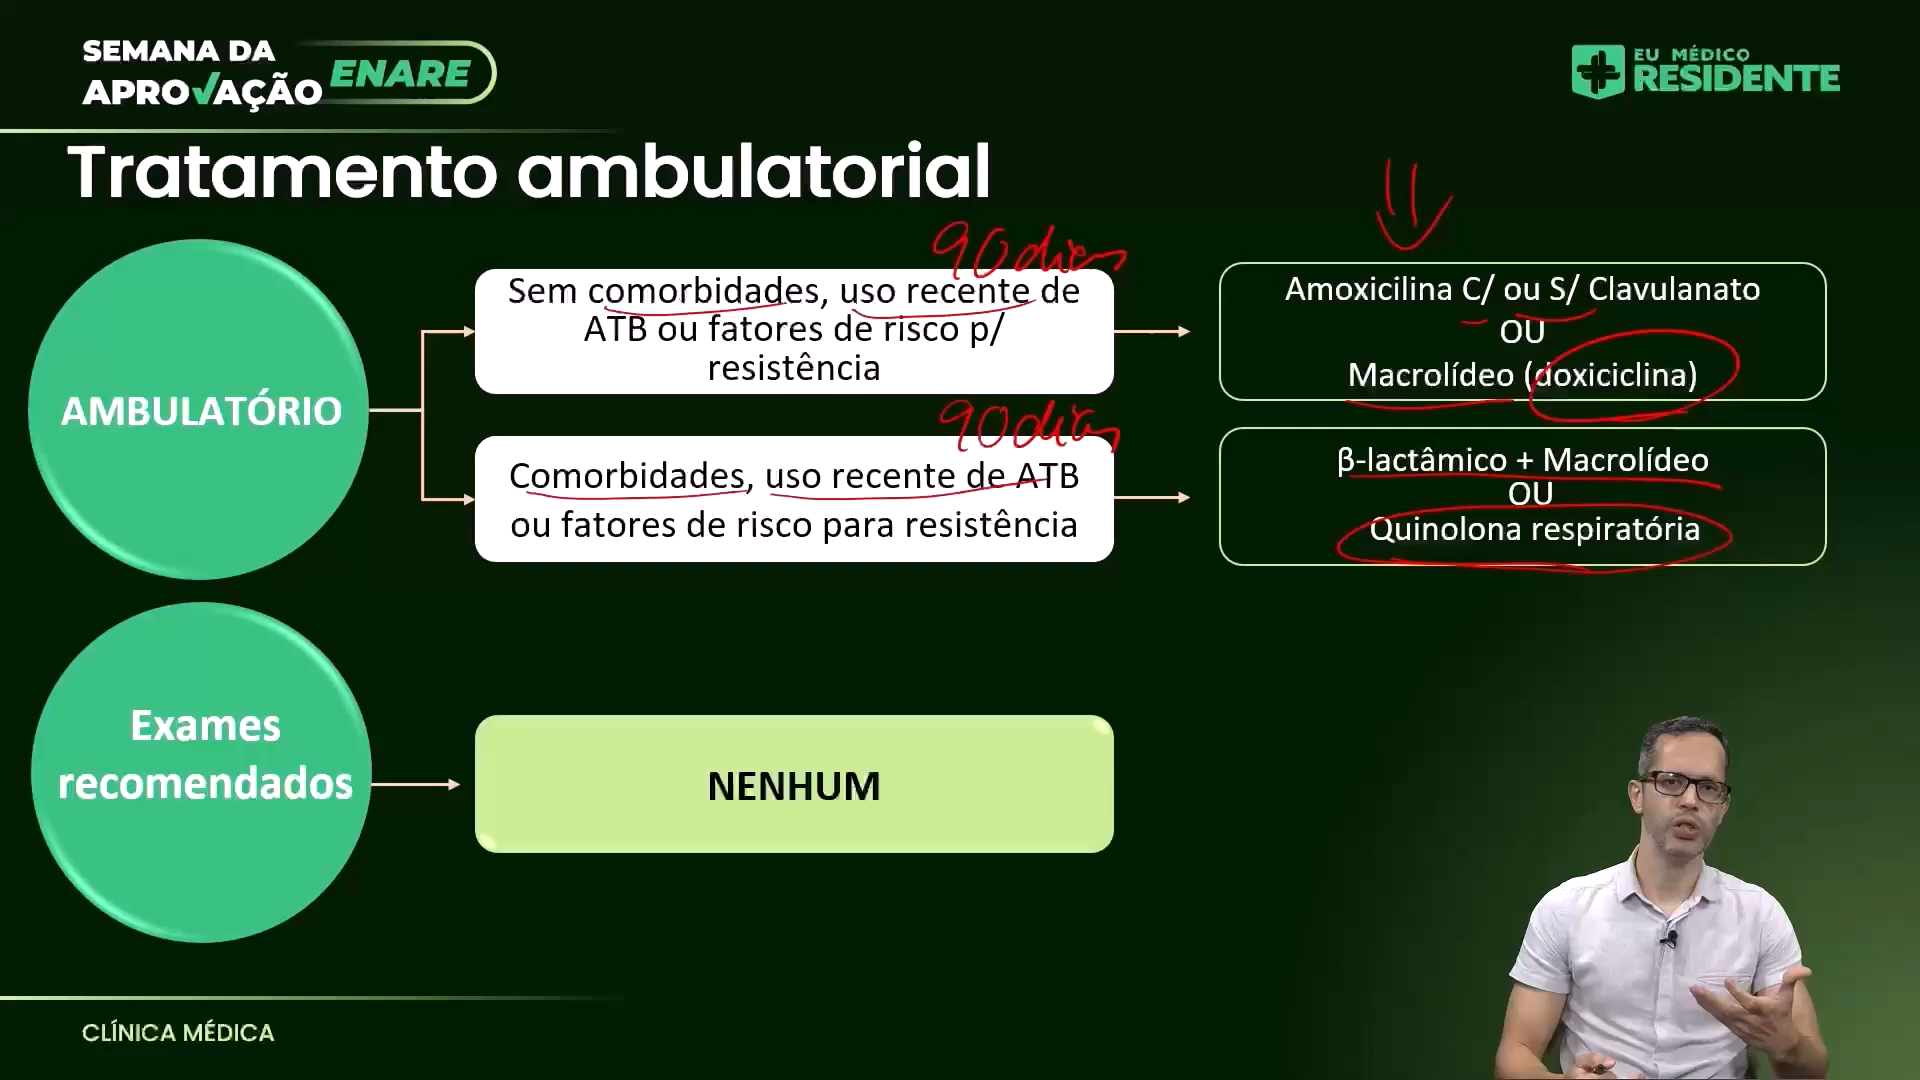 SEMANA DA
APROVAÇÃO ENARE
EU MÉDICO
RESIDENTE
Tratamento ambulatorial
AMBULATÓRIO
90 dias
Sem comorbidades, uso recente de
ATB ou fatores de risco p/
resistência
Amoxicilina C/ ou S/ Clavulanato
OU
Macrolídeo (doxiciclina)
90 dias
Comorbidades, uso recente de ATB
ou fatores de risco para resistência
β-lactâmico + Macrolídeo
OU
Quinolona respiratória
Exames
recomendados
NENHUM
CLÍNICA MÉDICA